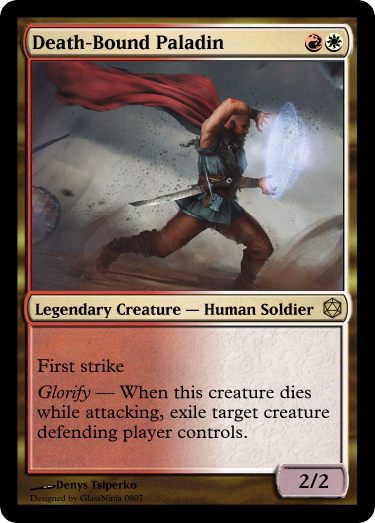 Death-Bound Paladin
Legendary Creature — Human Soldier
First strike
Glorify — When this creature dies
while attacking, exile target creature
defending player controls.
2/2
Denys Tsiperko
Designed by GlassNinja 0807